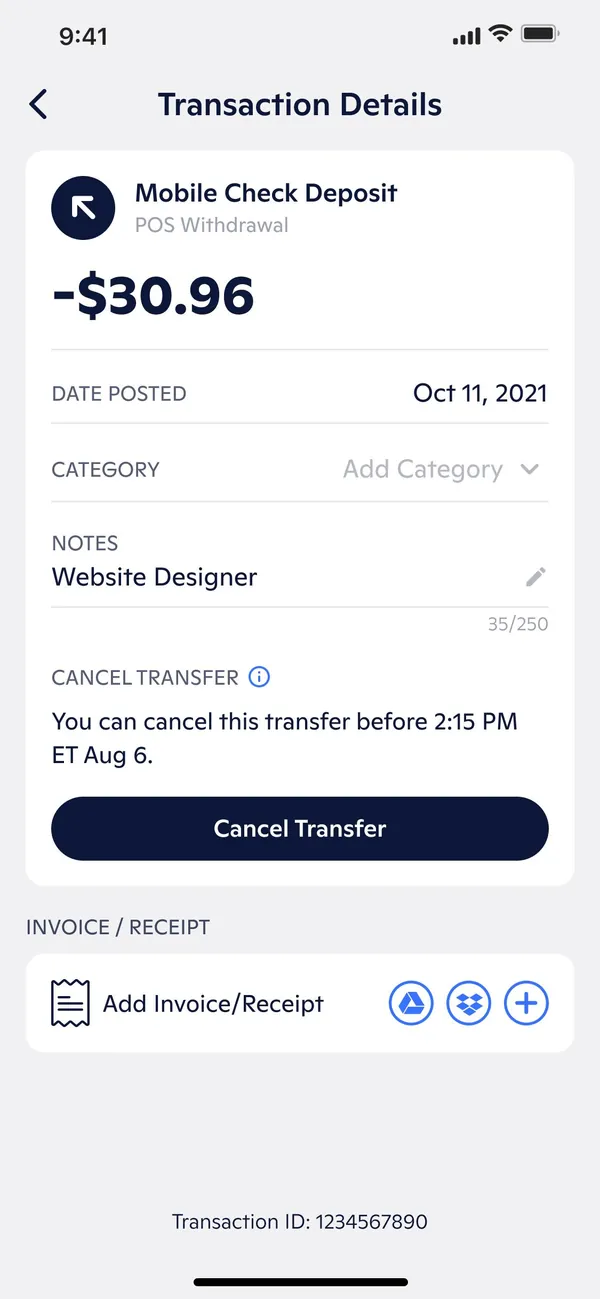 9:41
Transaction Details
Mobile Check Deposit
POS Withdrawal
-$30.96
DATE POSTED
Oct 11, 2021
CATEGORY
Add Category
NOTES
Website Designer
35/250
CANCEL TRANSFER
You can cancel this transfer before 2:15 PM
ET Aug 6.
Cancel Transfer
INVOICE / RECEIPT
Add Invoice/Receipt
Transaction ID: 1234567890